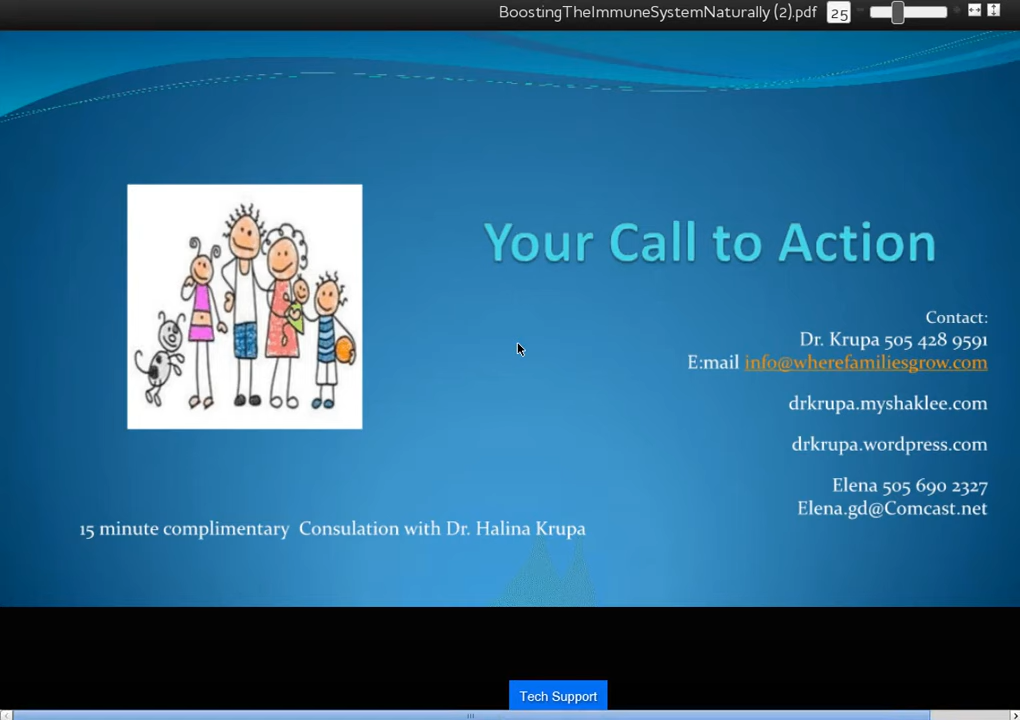 BoostingTheImmuneSystemNaturally (2).pdf 25
Your Call to Action
Contact:
Dr. Krupa 505 428 9591
E:mail info@wherefamiliesgrow.com
drkrupa.myshaklee.com
drkrupa.wordpress.com
Elena 505 690 2327
Elena.gd@Comcast.net
15 minute complimentary Consulation with Dr. Halina Krupa
Tech Support